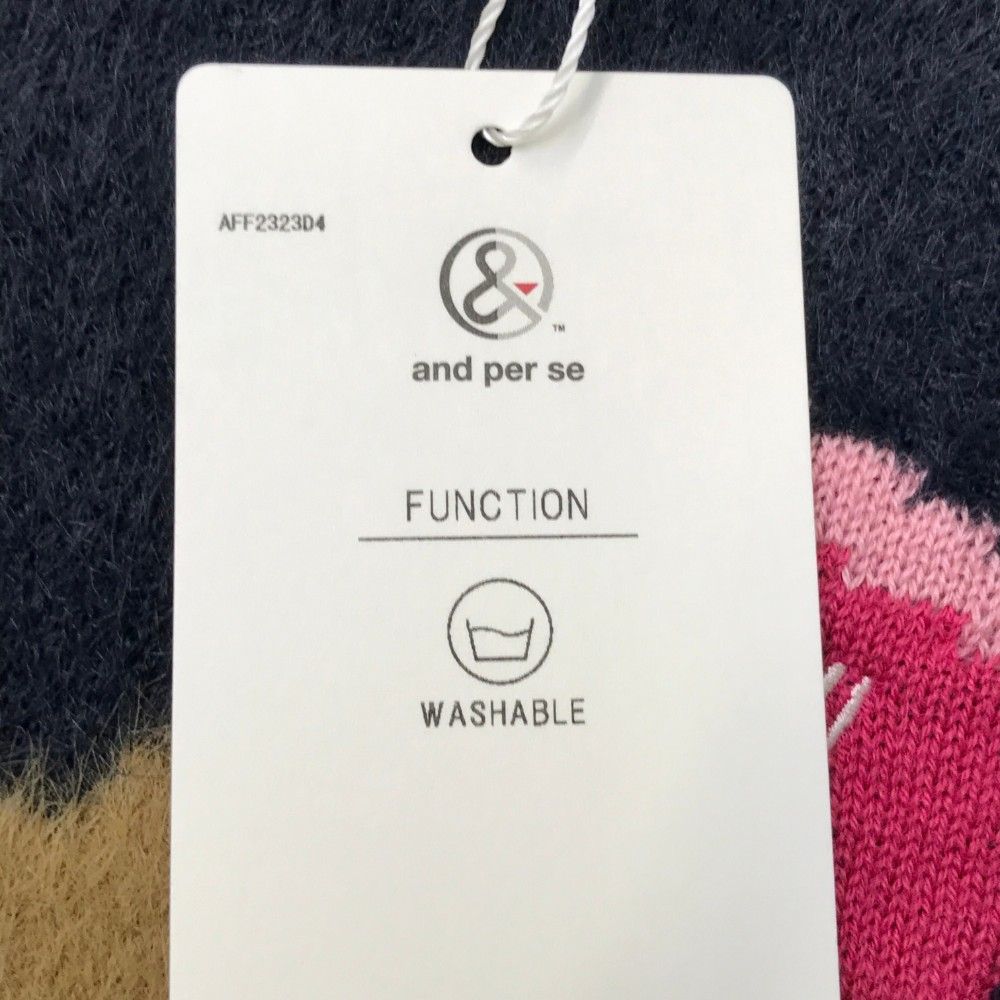 AFF2323D4
&
™
and per se
FUNCTION
WASHABLE